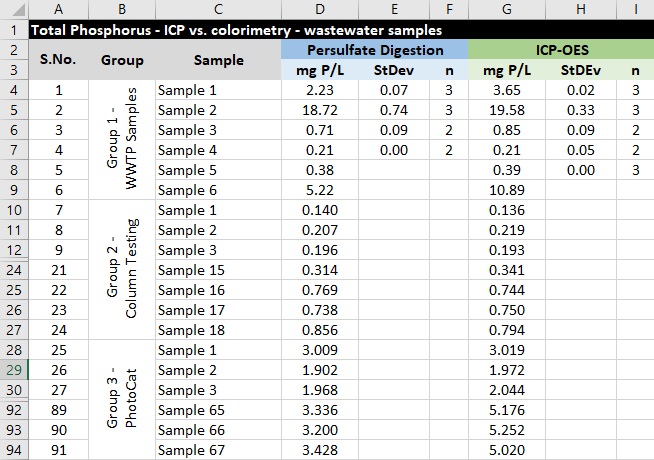 A B C D E F G H I
1 Total Phosphorus - ICP vs. colorimetry - wastewater samples
2 S.No. Group Sample Persulfate Digestion ICP-OES
3 mg P/L StDev n mg P/L StDEv n
Group 1 -
WWTP Samples
4 1 Sample 1 2.23 0.07 3 3.65 0.02 3
5 2 Sample 2 18.72 0.74 3 19.58 0.33 3
6 3 Sample 3 0.71 0.09 2 0.85 0.09 2
7 4 Sample 4 0.21 0.00 2 0.21 0.05 2
8 5 Sample 5 0.38 0.39 0.00 3
9 6 Sample 6 5.22 10.89
Group 2 -
Column Testing
10 7 Sample 1 0.140 0.136
11 8 Sample 2 0.207 0.219
12 9 Sample 3 0.196 0.193
24 21 Sample 15 0.314 0.341
25 22 Sample 16 0.769 0.744
26 23 Sample 17 0.738 0.750
27 24 Sample 18 0.856 0.794
Group 3 -
PhotoCat
28 25 Sample 1 3.009 3.019
29 26 Sample 2 1.902 1.972
30 27 Sample 3 1.968 2.044
92 89 Sample 65 3.336 5.176
93 90 Sample 66 3.200 5.252
94 91 Sample 67 3.428 5.020